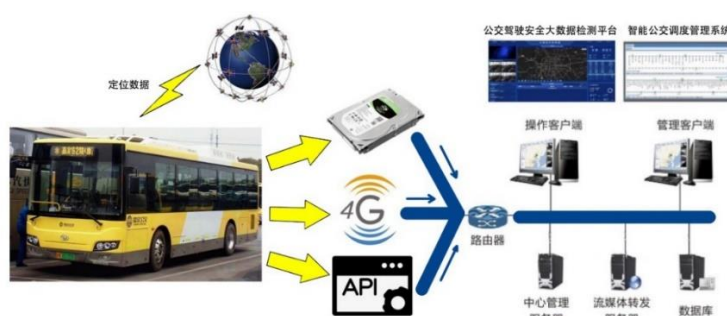 公交驾驶安全大数据检测平台
智能公交调度管理系统
定位数据
操作客户端
管理客户端
4G
路由器
API
中心管理
流媒体转发
数据库